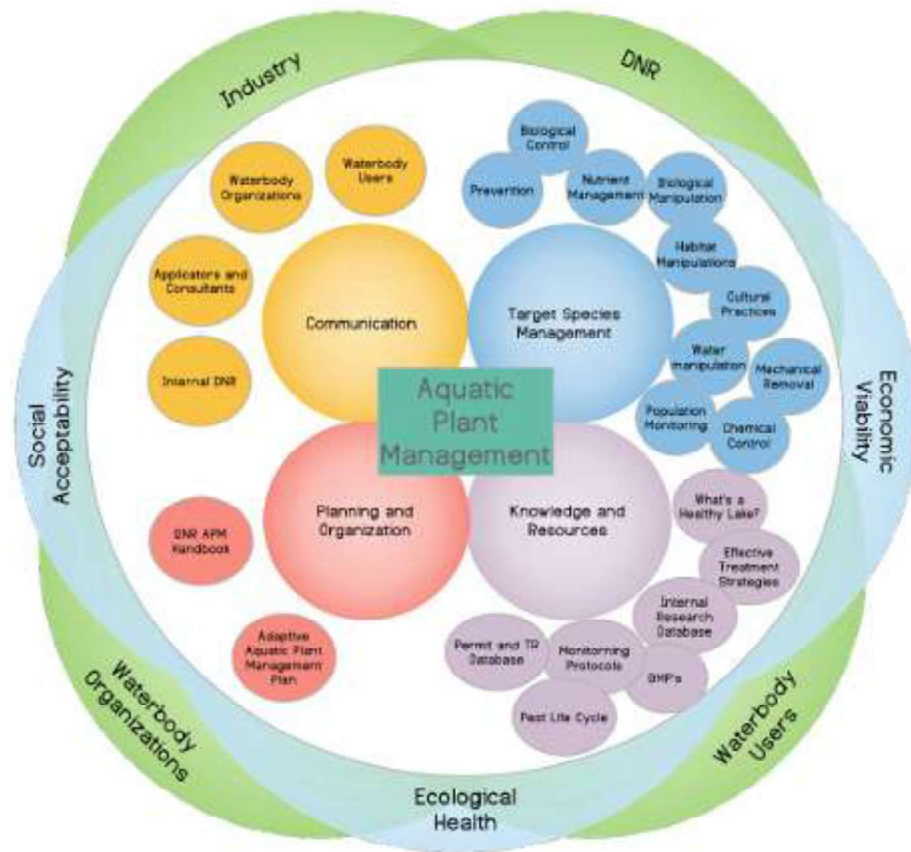 Industry
DNR
Biological
Control
Waterbody
Users
Waterbody
Organizations
Prevention
Nutrient
Management
Biological
Manipulation
Habitat
Manipulations
Applicators and
Consultants
Cultural
Practices
Communication
Target Species
Management
Water
manipulation
Mechanical
Removal
Internal DNR
Population
Monitoring
Chemical
Control
Aquatic
Plant
Management
Social
Acceptability
Economic
Viability
What's a
Healthy Lake?
Planning and
Organization
Knowledge and
Resources
DNR APM
Handbook
Effective
Treatment
Strategies
Internal
Research
Database
Adaptive
Aquatic Plant
Management
Plan
Permit and TR
Database
Monitorning
Protocols
BMP's
Pest Life Cycle
Waterbody
Organizations
Waterbody
Users
Ecological
Health